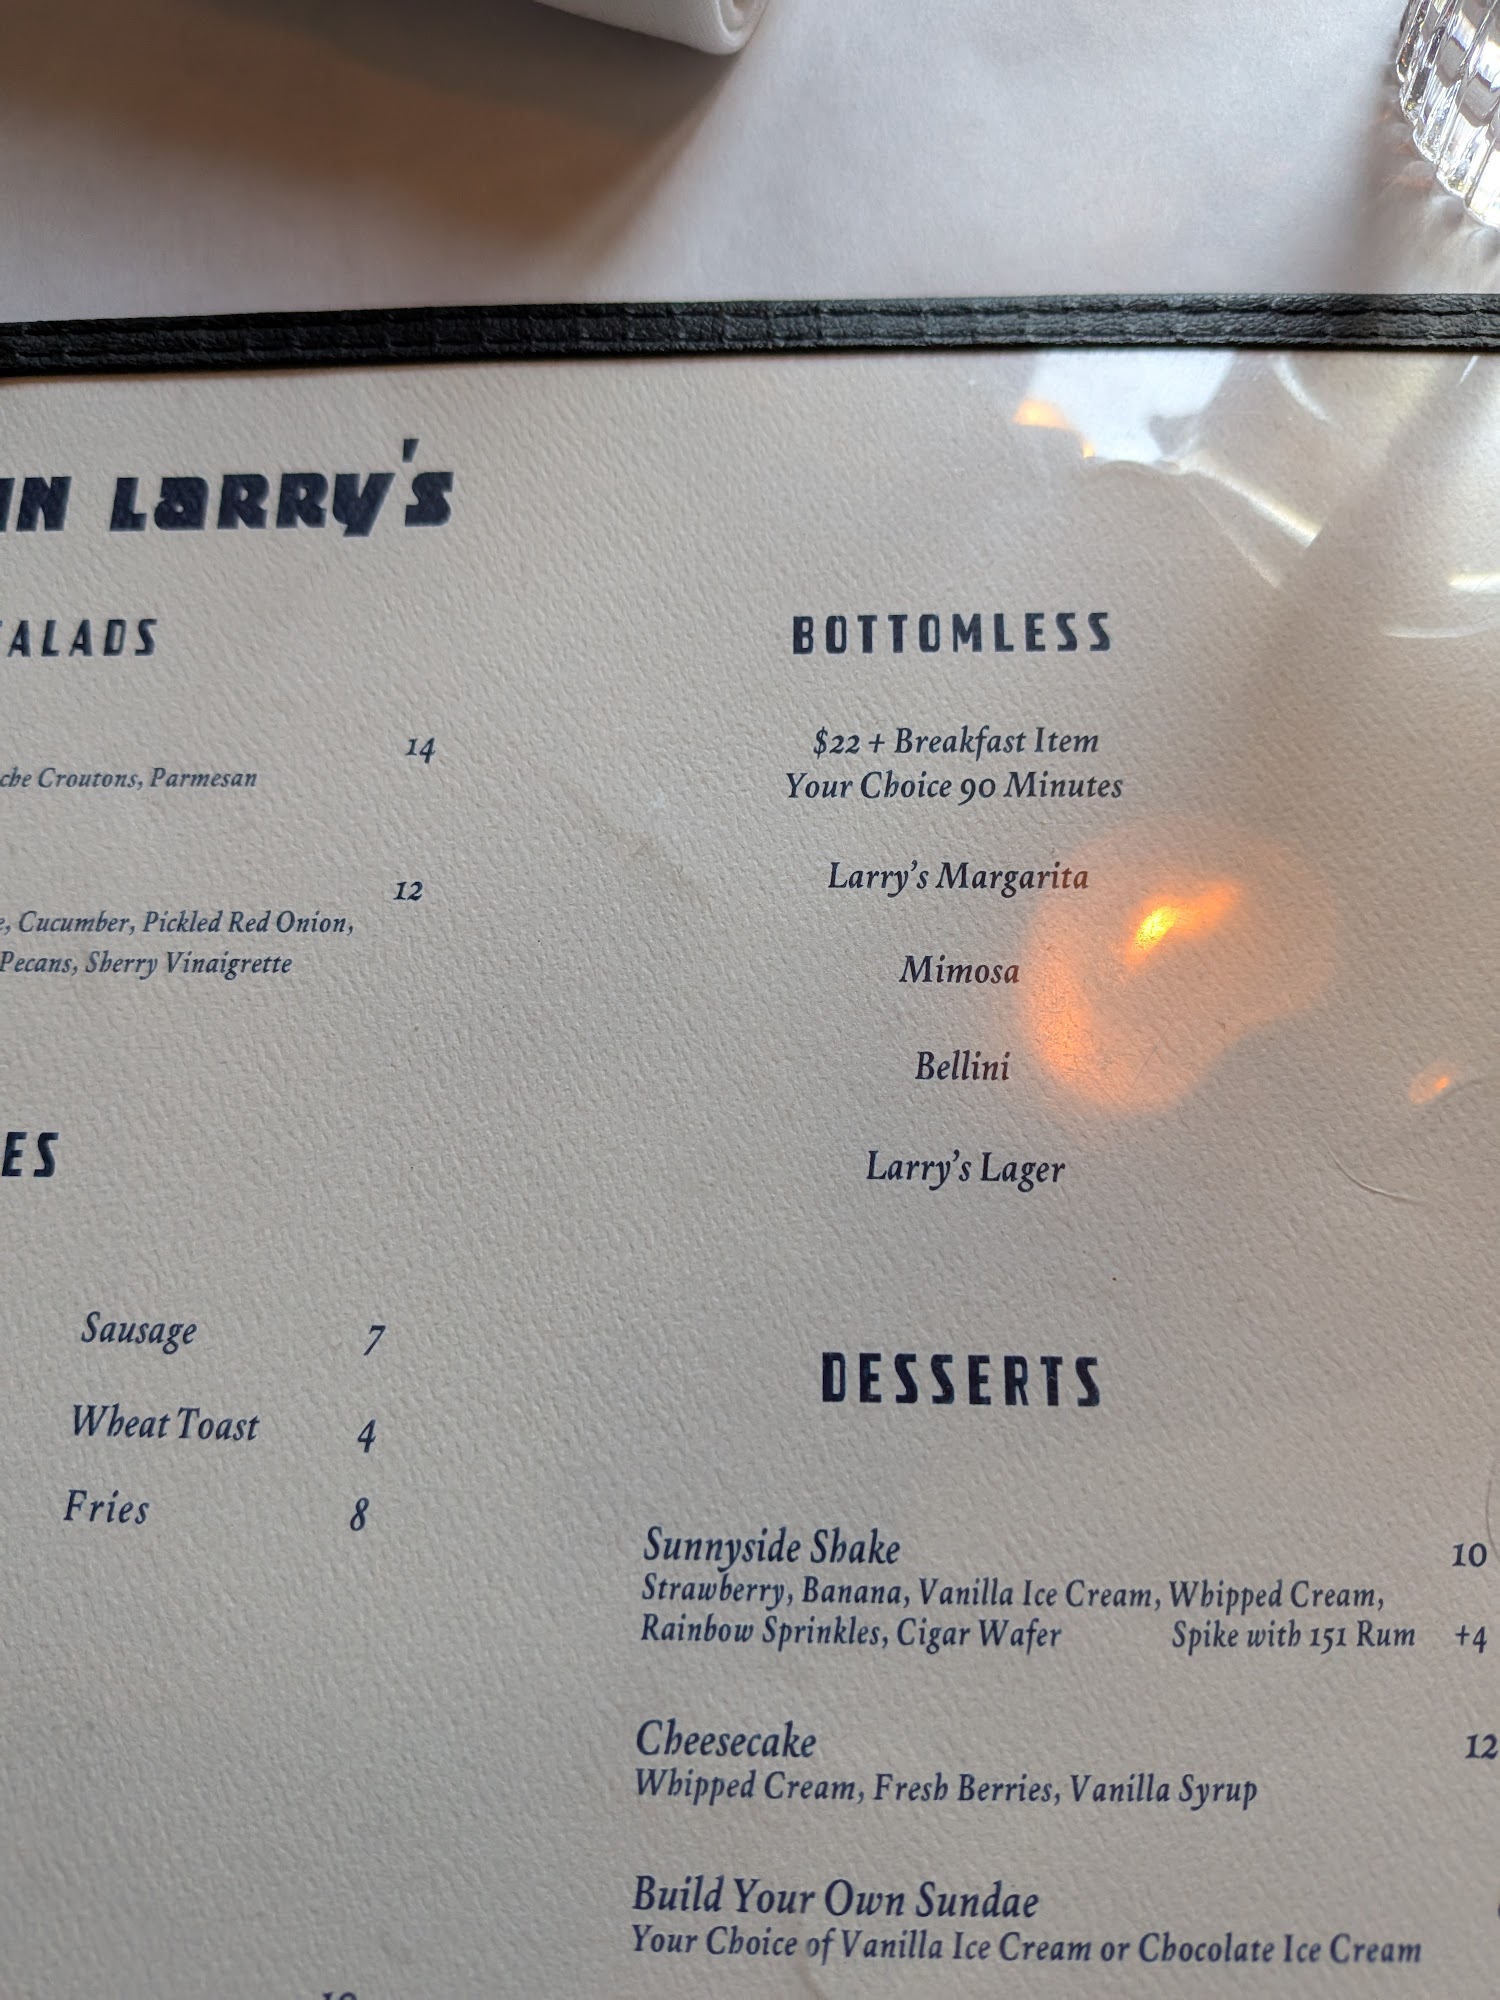 IN LARRY'S
SALADS
14
Croutons, Parmesan
12
Cucumber, Pickled Red Onion,
Pecans, Sherry Vinaigrette
Sausage 7
Wheat Toast 4
Fries 8
BOTTOMLESS
$22 + Breakfast Item
Your Choice 90 Minutes
Larry's Margarita
Mimosa
Bellini
Larry's Lager
DESSERTS
Sunnyside Shake 10
Strawberry, Banana, Vanilla Ice Cream, Whipped Cream,
Rainbow Sprinkles, Cigar Wafer Spike with 151 Rum +4
Cheesecake 12
Whipped Cream, Fresh Berries, Vanilla Syrup
Build Your Own Sundae
Your Choice of Vanilla Ice Cream or Chocolate Ice Cream